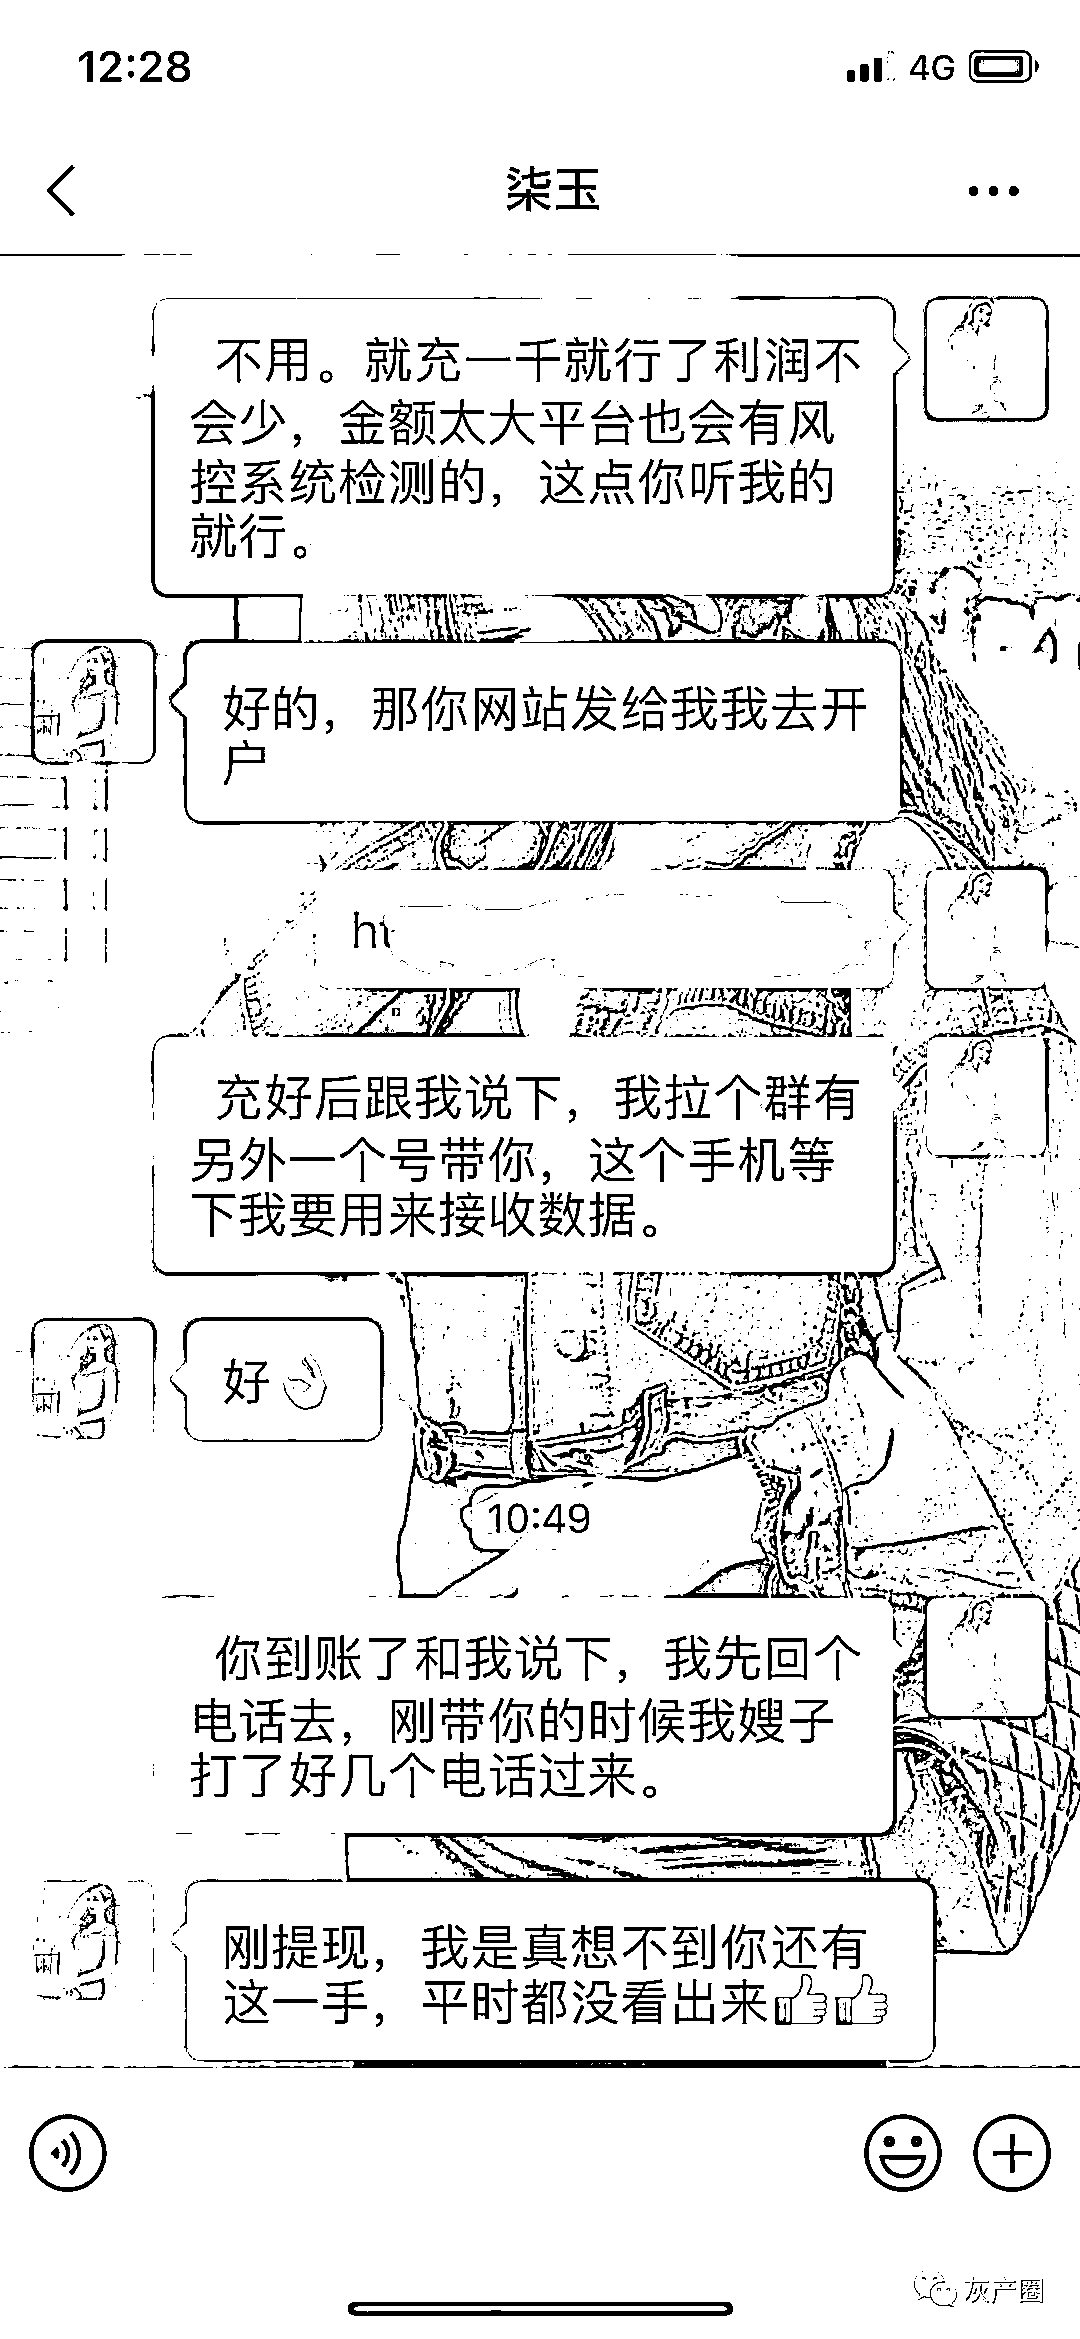 12:28
4G
柒玉
不用。就充一千就行了利润不
会少，金额太大平台也会有风
控系统检测的，这点你听我的
就行。
好的，那你网站发给我我去开
户
ht
充好后跟我说下，我拉个群有
另外一个号带你，这个手机等
下我要用来接收数据。
好👌
10:49
你到账了和我说下，我先回个
电话去，刚带你的时候我嫂子
打了好几个电话过来。
刚提现，我是真想不到你还有
这一手，平时都没看出来👍👍
灰产圈